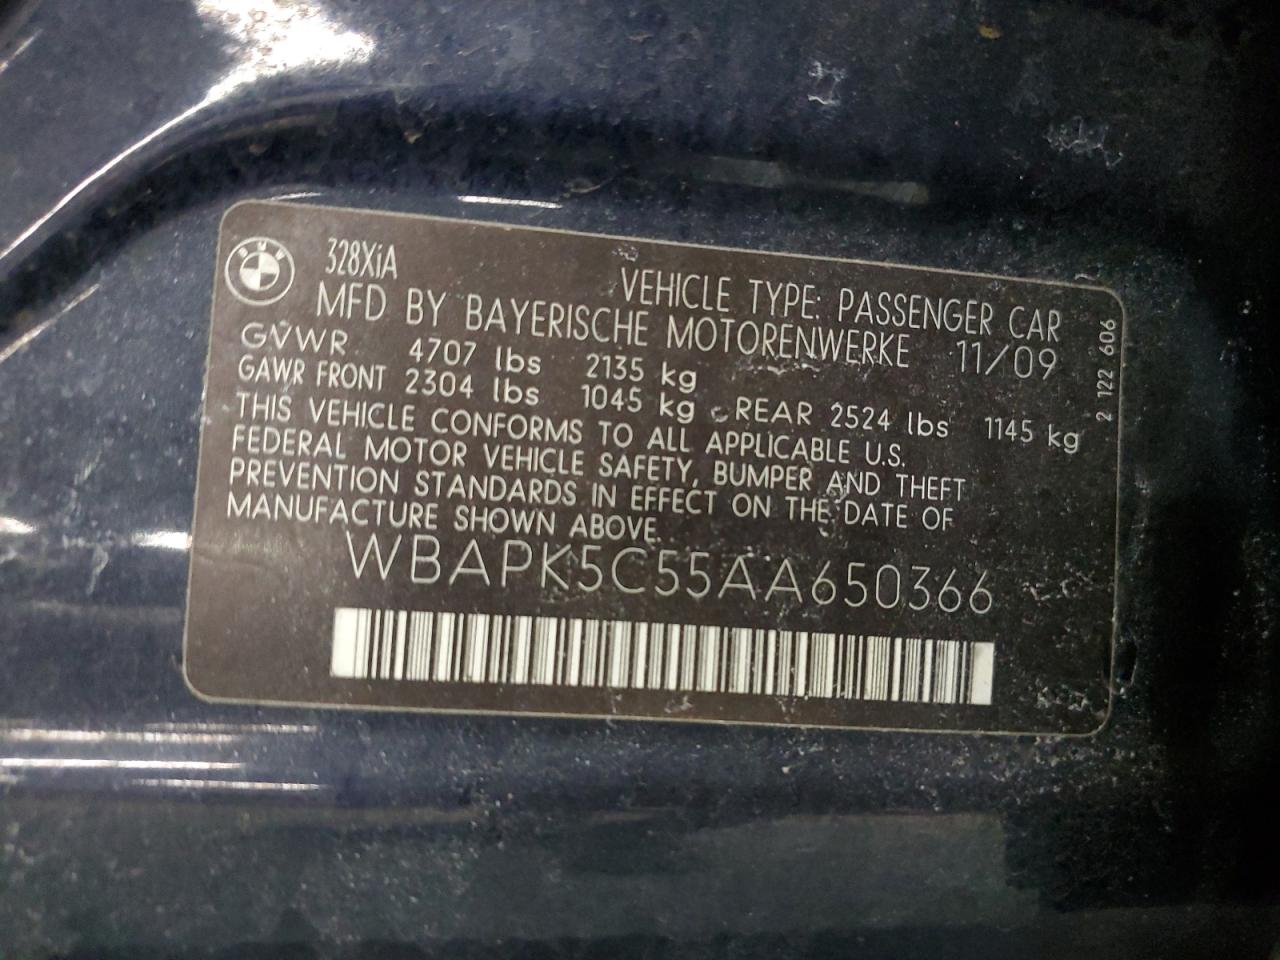 BMW
328XiA
VEHICLE TYPE: PASSENGER CAR
MFD BY BAYERISCHE MOTORENWERKE 11/09
GVWR 4707 lbs 2135 kg
GAWR FRONT 2304 lbs 1045 kg REAR 2524 lbs 1145 kg
THIS VEHICLE CONFORMS TO ALL APPLICABLE U.S.
FEDERAL MOTOR VEHICLE SAFETY, BUMPER AND THEFT
PREVENTION STANDARDS IN EFFECT ON THE DATE OF
MANUFACTURE SHOWN ABOVE.
WBAPK5C55AA650366
2 122 606